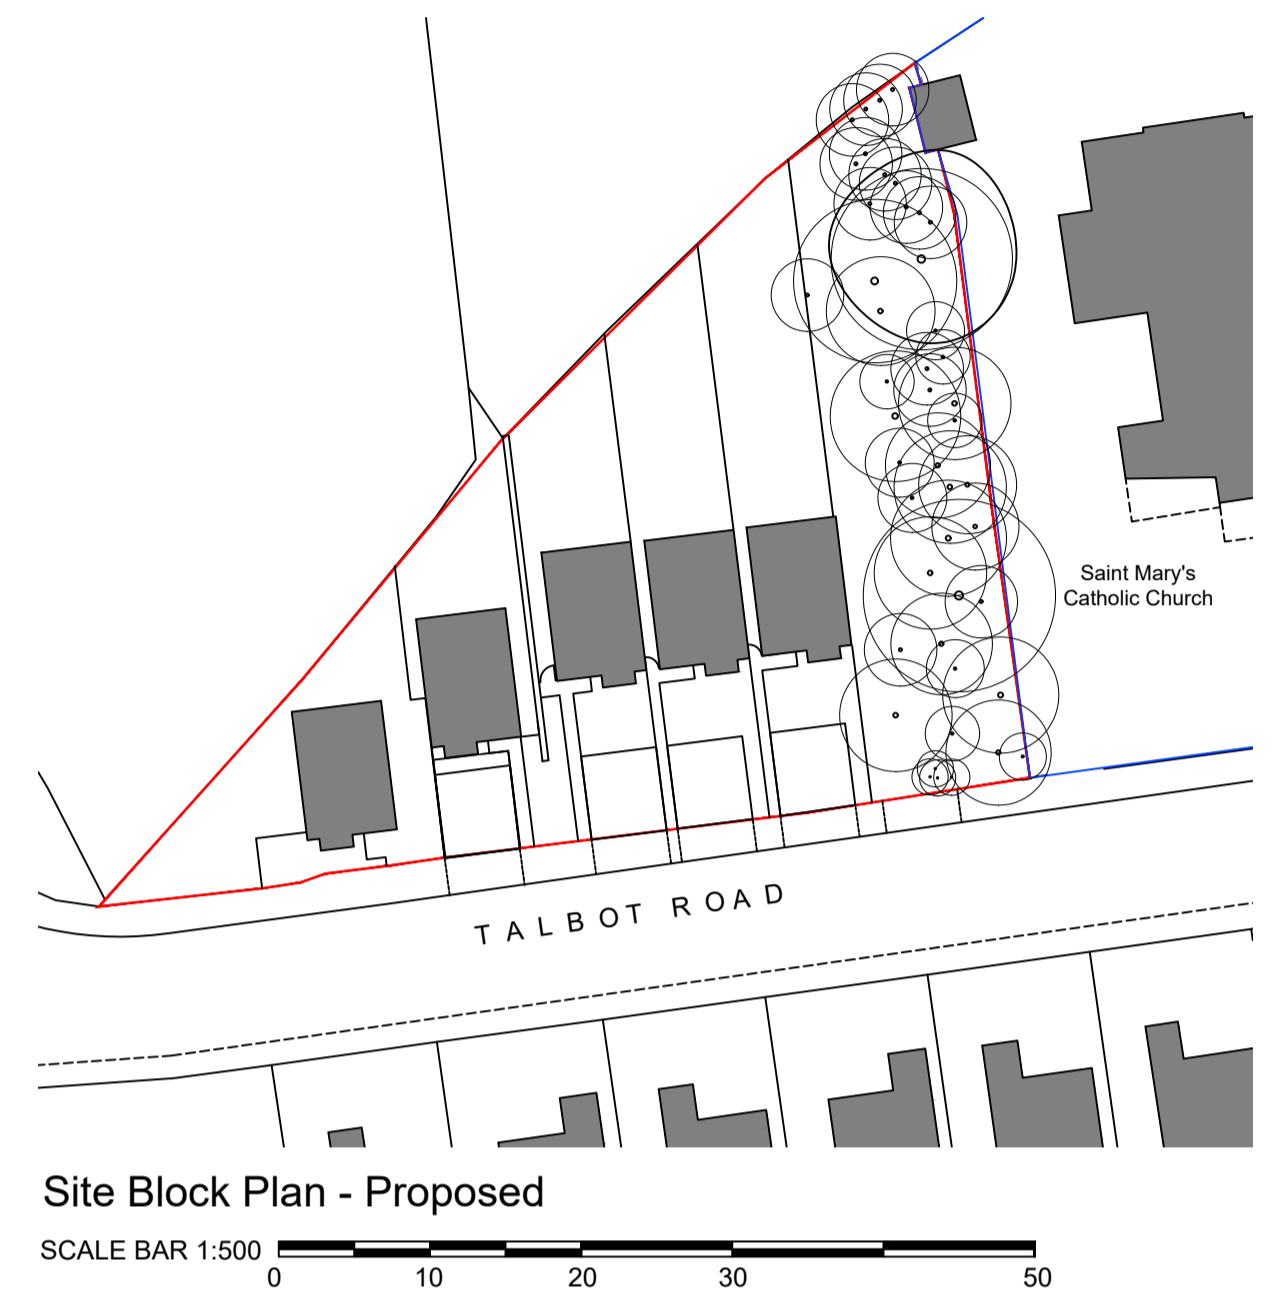 Saint Mary's
Catholic Church
TALBOT ROAD
Site Block Plan - Proposed
SCALE BAR 1:500
0 10 20 30 50